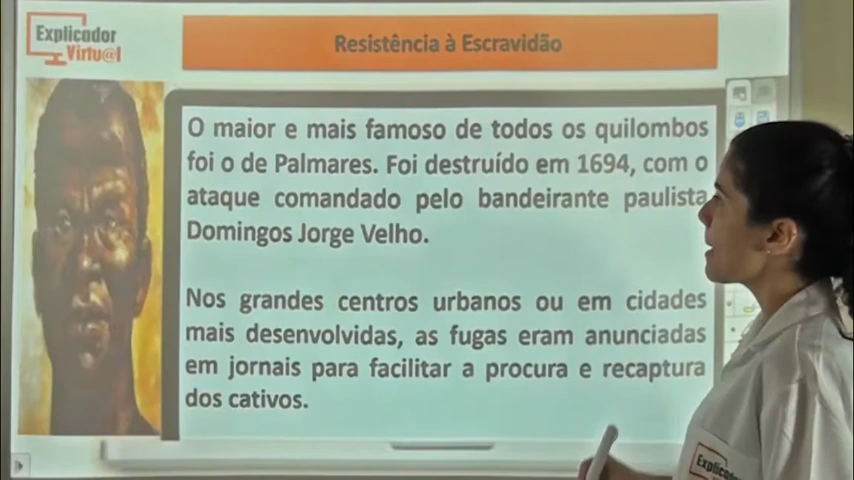 Explicador
Virtu@l
Resistência à Escravidão
O maior e mais famoso de todos os quilombos
foi o de Palmares. Foi destruído em 1694, com o
ataque comandado pelo bandeirante paulista
Domingos Jorge Velho.
Nos grandes centros urbanos ou em cidades
mais desenvolvidas, as fugas eram anunciadas
em jornais para facilitar a procura e recaptura
dos cativos.
Explicador